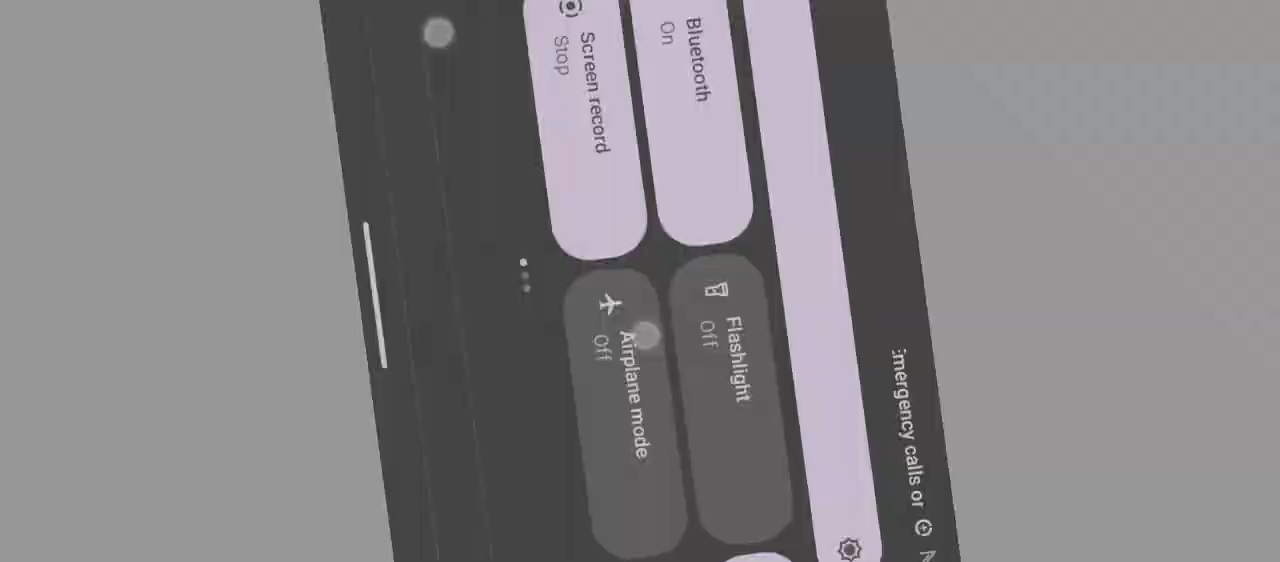 :mergency calls or
Bluetooth
On
Flashlight
Off
Screen record
Stop
Airplane mode
Off